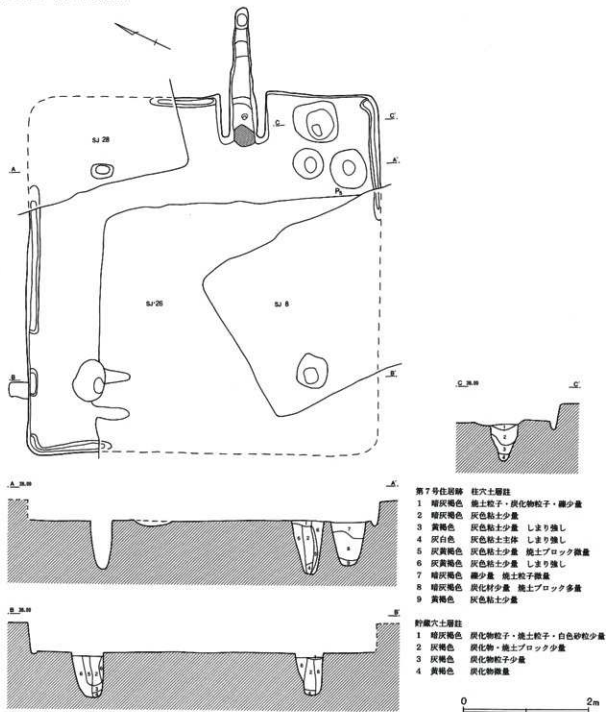 SJ 28
C
C'
A
A'
P5
SJ-26
SJ 8
B
B'
C 36.00
C'
A 36.00
A'
B 36.00
B'
第7号住居跡 柱穴土層註
1 暗灰褐色 焼土粒子・炭化物粒子・礫少量
2 暗灰褐色 灰色粘土少量
3 黄褐色 灰色粘土少量 しまり強し
4 灰白色 灰色粘土主体 しまり強し
5 灰黄褐色 灰色粘土少量 焼土ブロック微量
6 灰黄褐色 灰色粘土少量 しまり強し
7 暗灰褐色 礫少量 焼土粒子微量
8 暗灰褐色 炭化材少量 焼土ブロック多量
9 黄褐色 灰色粘土少量
貯蔵穴土層註
1 暗灰褐色 炭化物粒子・焼土粒子・白色砂粒少量
2 灰褐色 炭化物・焼土ブロック少量
3 灰褐色 炭化物粒子少量
4 黄褐色 炭化物微量
0 2m